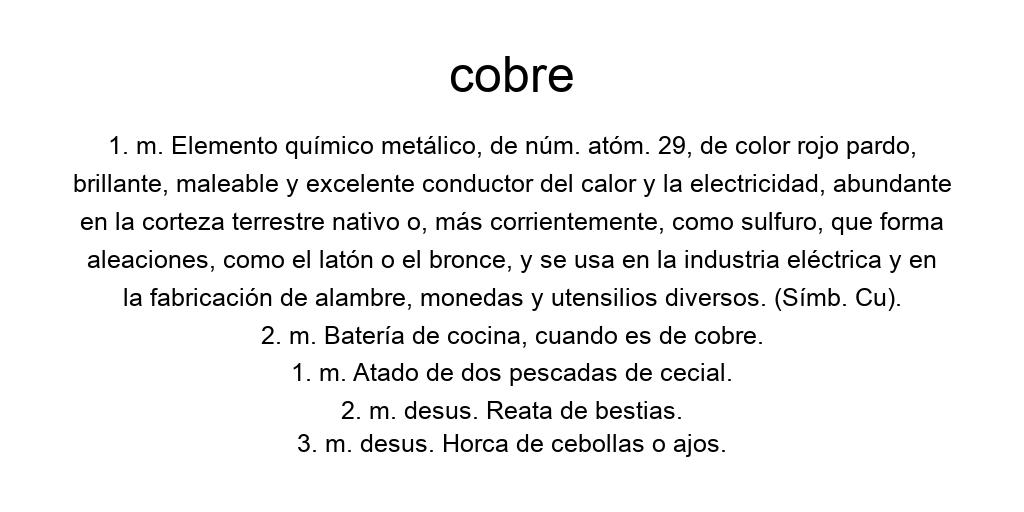 cobre
1. m. Elemento químico metálico, de núm. atóm. 29, de color rojo pardo,
brillante, maleable y excelente conductor del calor y la electricidad, abundante
en la corteza terrestre nativo o, más corrientemente, como sulfuro, que forma
aleaciones, como el latón o el bronce, y se usa en la industria eléctrica y en
la fabricación de alambre, monedas y utensilios diversos. (Símb. Cu).
2. m. Batería de cocina, cuando es de cobre.
1. m. Atado de dos pescadas de cecial.
2. m. desus. Reata de bestias.
3. m. desus. Horca de cebollas o ajos.